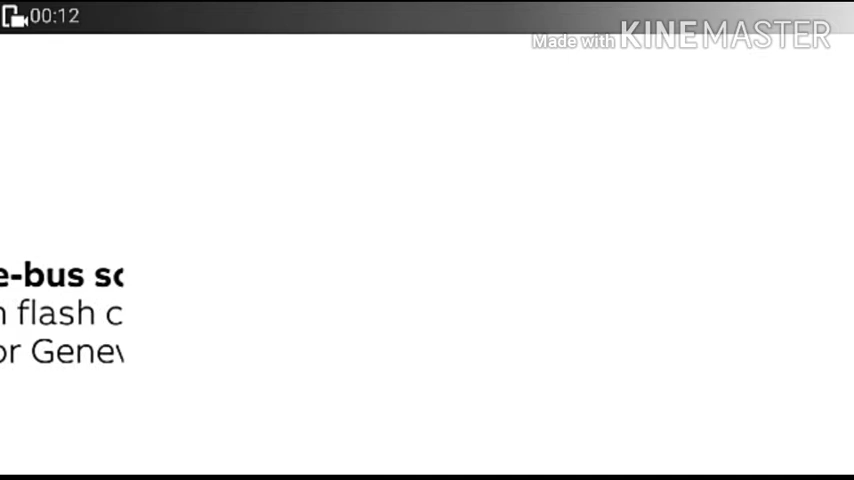 00:12
Made with KINEMASTER
e-bus sc
n flash c
or Genev